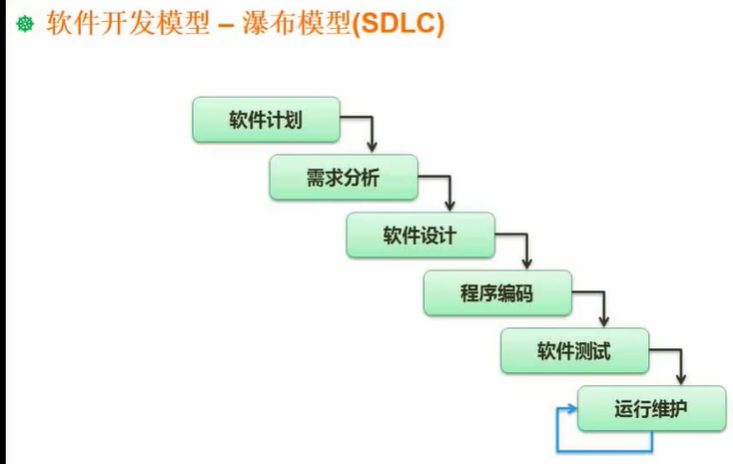 软件开发模型 – 瀑布模型(SDLC)
软件计划
需求分析
软件设计
程序编码
软件测试
运行维护